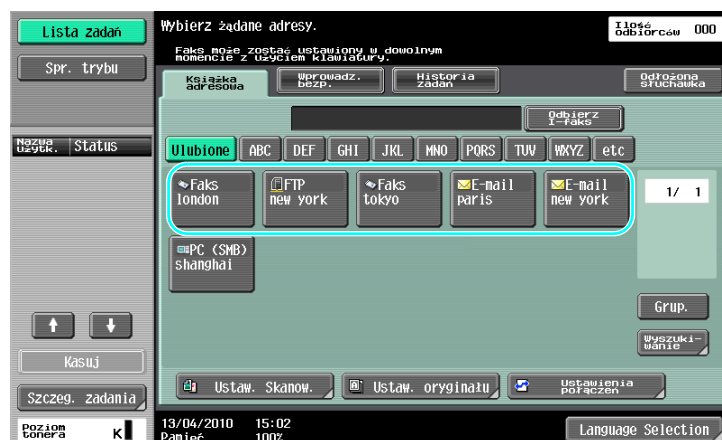 Lista zadań
Spr. trybu
Nazwa użytk.
Status
Kasuj
Szczeg. zadania
Poziom tonera
K
Wybierz żądane adresy.
Faks może zostać ustawiony w dowolnym
momencie z użyciem klawiatury.
Ilość
odbiorców
000
Książka
adresowa
Wprowadz.
bezp.
Historia
zadań
Odłożona
słuchawka
Odbierz
I-faks
Ulubione
ABC
DEF
GHI
JKL
MNO
PQRS
TUV
WXYZ
etc
Faks
london
FTP
new york
Faks
tokyo
E-mail
paris
E-mail
new york
1/ 1
PC (SMB)
shanghai
Grup.
Wyszuki-
wanie
Ustaw. Skanow.
Ustaw. oryginału
Ustawienia
połączeń
13/04/2010 15:02
Pamięć 100%
Language Selection